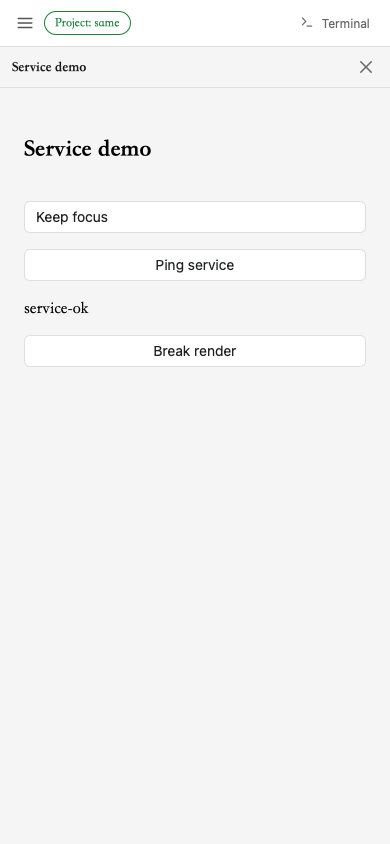 Project: same
Terminal
Service demo
Service demo
Keep focus
Ping service
service-ok
Break render